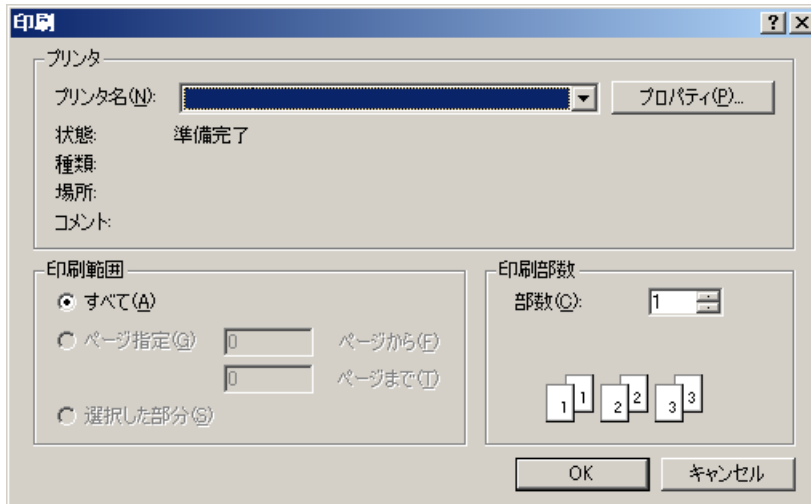 印刷
プリンタ
プリンタ名(N):
プロパティ(P)...
状態: 準備完了
種類:
場所:
コメント:
印刷範囲
すべて(A)
ページ指定(G) 0 ページから(F)
0 ページまで(T)
選択した部分(S)
印刷部数
部数(C): 1
1 1 2 2 3 3
OK キャンセル